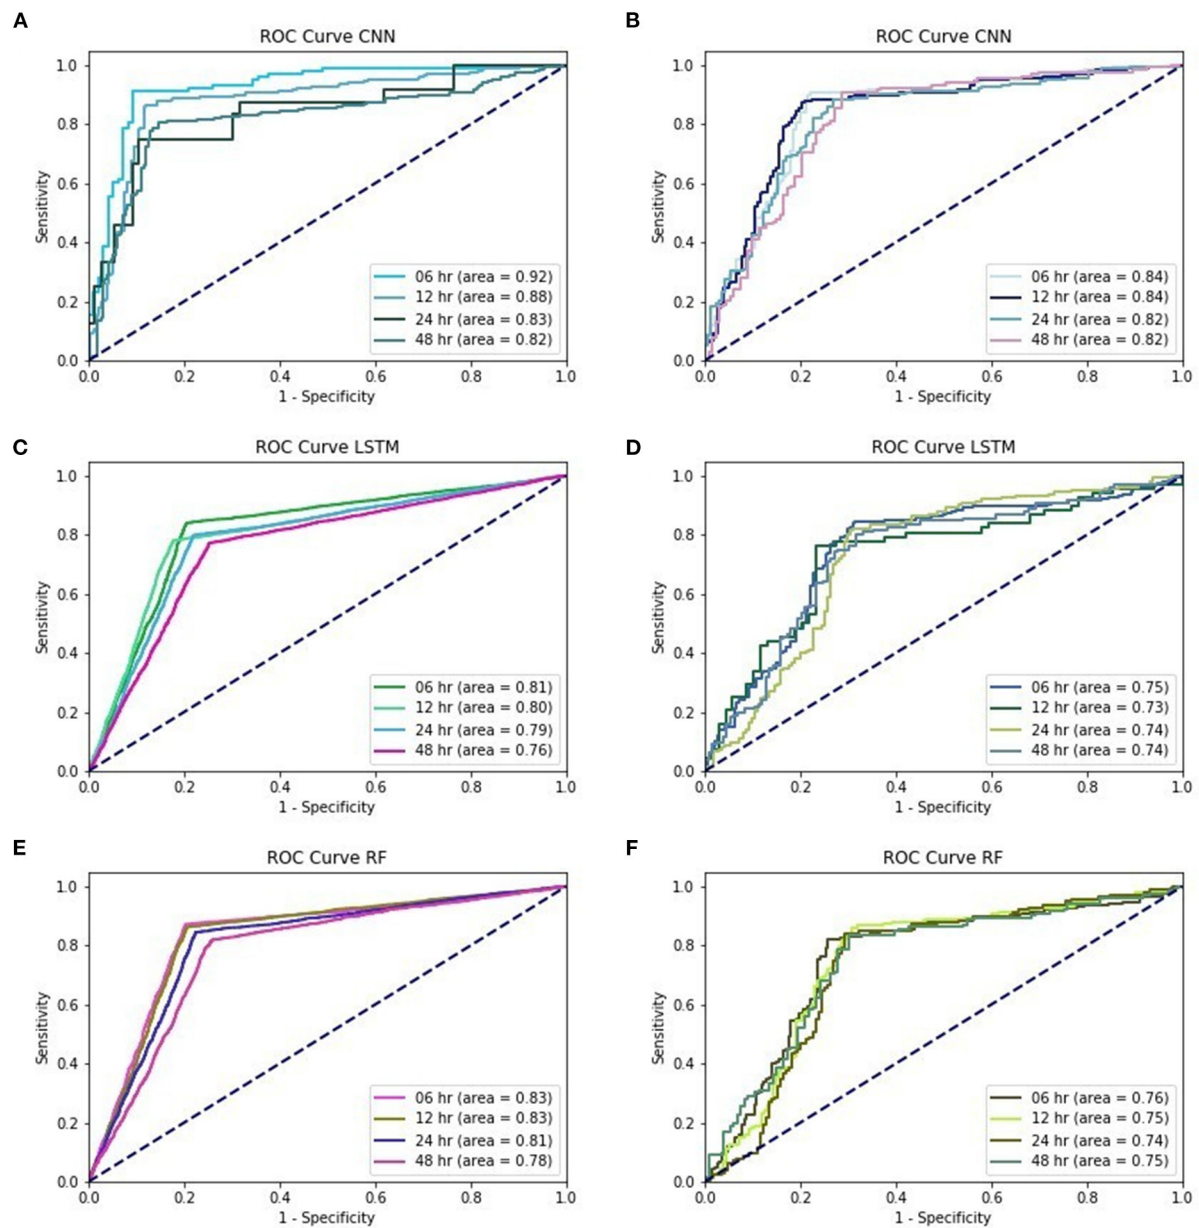 A
ROC Curve CNN
1.0
0.8
0.6
0.4
0.2
0.0
Sensitivity
06 hr (area = 0.92)
12 hr (area = 0.88)
24 hr (area = 0.83)
48 hr (area = 0.82)
0.0 0.2 0.4 0.6 0.8 1.0
1 - Specificity
B
ROC Curve CNN
1.0
0.8
0.6
0.4
0.2
0.0
Sensitivity
06 hr (area = 0.84)
12 hr (area = 0.84)
24 hr (area = 0.82)
48 hr (area = 0.82)
0.0 0.2 0.4 0.6 0.8 1.0
1 - Specificity
C
ROC Curve LSTM
1.0
0.8
0.6
0.4
0.2
0.0
Sensitivity
06 hr (area = 0.81)
12 hr (area = 0.80)
24 hr (area = 0.79)
48 hr (area = 0.76)
0.0 0.2 0.4 0.6 0.8 1.0
1 - Specificity
D
ROC Curve LSTM
1.0
0.8
0.6
0.4
0.2
0.0
Sensitivity
06 hr (area = 0.75)
12 hr (area = 0.73)
24 hr (area = 0.74)
48 hr (area = 0.74)
0.0 0.2 0.4 0.6 0.8 1.0
1 - Specificity
E
ROC Curve RF
1.0
0.8
0.6
0.4
0.2
0.0
Sensitivity
06 hr (area = 0.83)
12 hr (area = 0.83)
24 hr (area = 0.81)
48 hr (area = 0.78)
0.0 0.2 0.4 0.6 0.8 1.0
1 - Specificity
F
ROC Curve RF
1.0
0.8
0.6
0.4
0.2
0.0
Sensitivity
06 hr (area = 0.76)
12 hr (area = 0.75)
24 hr (area = 0.74)
48 hr (area = 0.75)
0.0 0.2 0.4 0.6 0.8 1.0
1 - Specificity